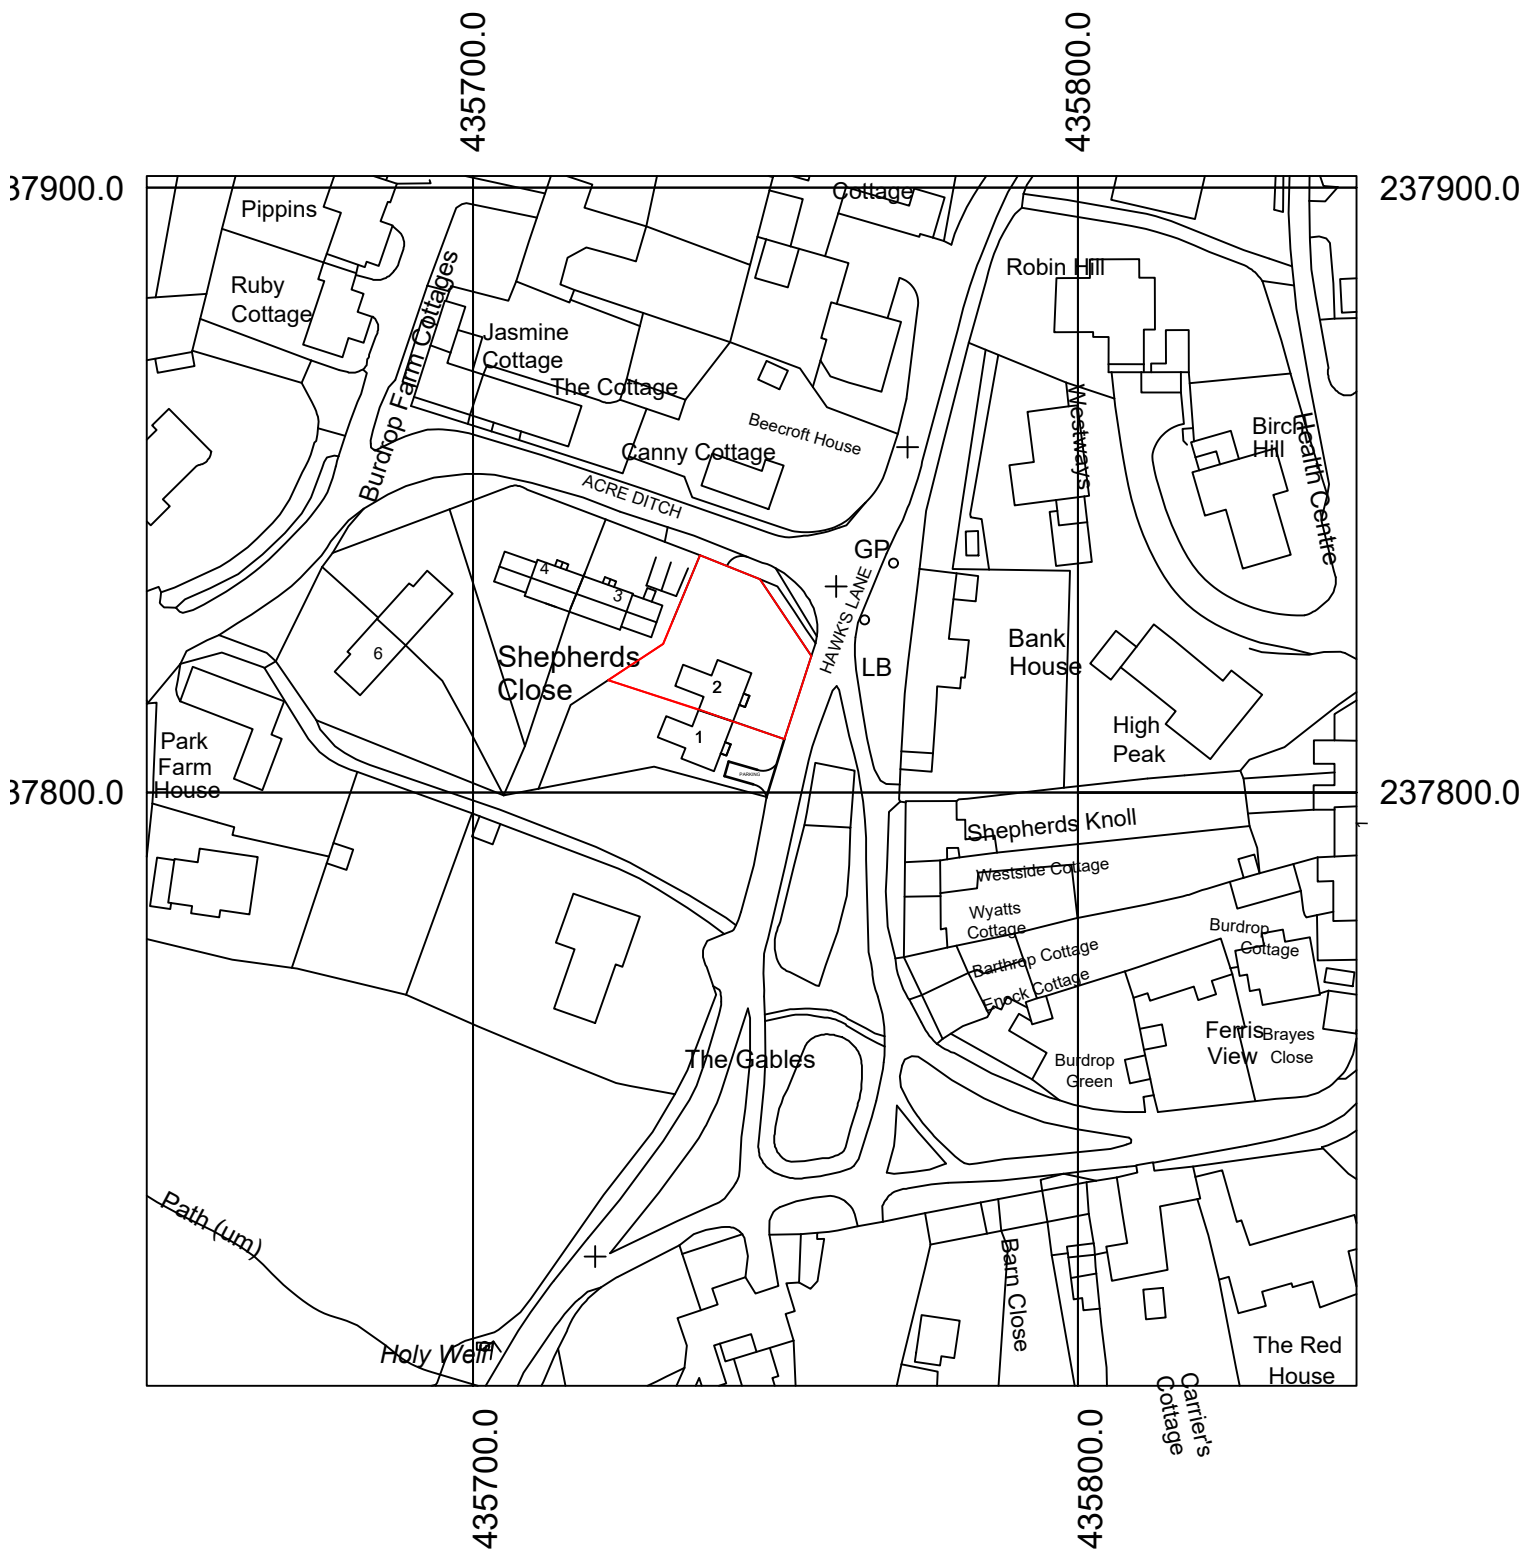 435700.0
435800.0
37900.0
237900.0
Cottage
Pippins
Robin Hill
Ruby
Cottage
Burdrop Farm Cottages
Jasmine
Cottage
The Cottage
Westways
Beecroft House
Birch
Hill
Health Centre
Canny Cottage
ACRE DITCH
GP
HAWK'S LANE
4
3
6
Shepherds
Close
2
1
PARKING
LB
Bank
House
High
Peak
Park
Farm
House
37800.0
237800.0
Shepherds Knoll
Westside Cottage
Wyatts
Cottage
Barthrop Cottage
Enock Cottage
Burdrop
Cottage
Ferris
View
Brayes
Close
Burdrop
Green
The Gables
Path (um)
Holy Well
Barn Close
The Red
House
Carrier's
Cottage
435700.0
435800.0